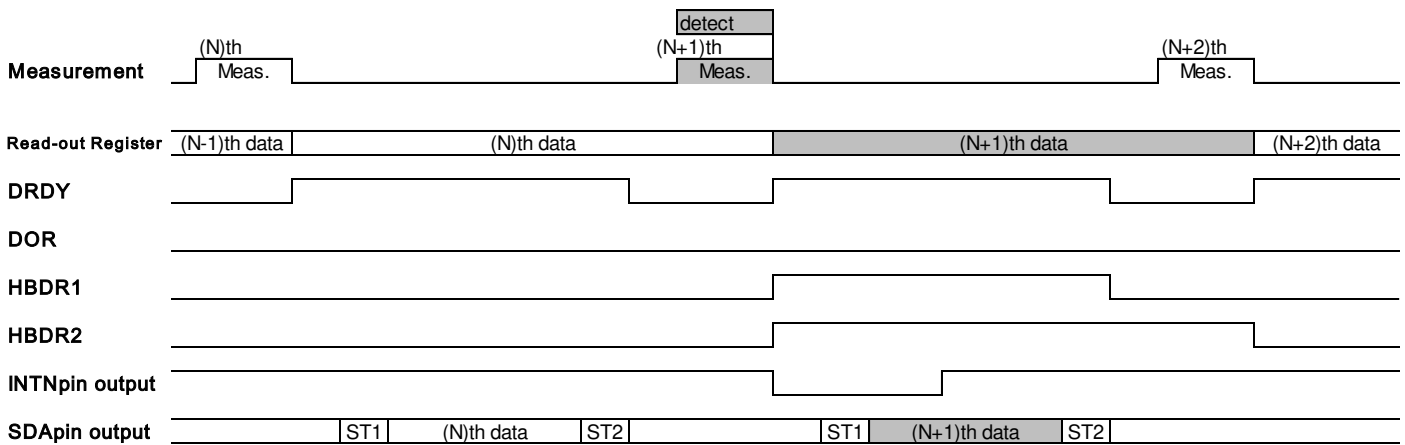 detect
(N)th (N+1)th (N+2)th
Measurement Meas. Meas. Meas.
Read-out Register (N-1)th data (N)th data (N+1)th data (N+2)th data
DRDY
DOR
HBDR1
HBDR2
INTNpin output
SDApin output ST1 (N)th data ST2 ST1 (N+1)th data ST2